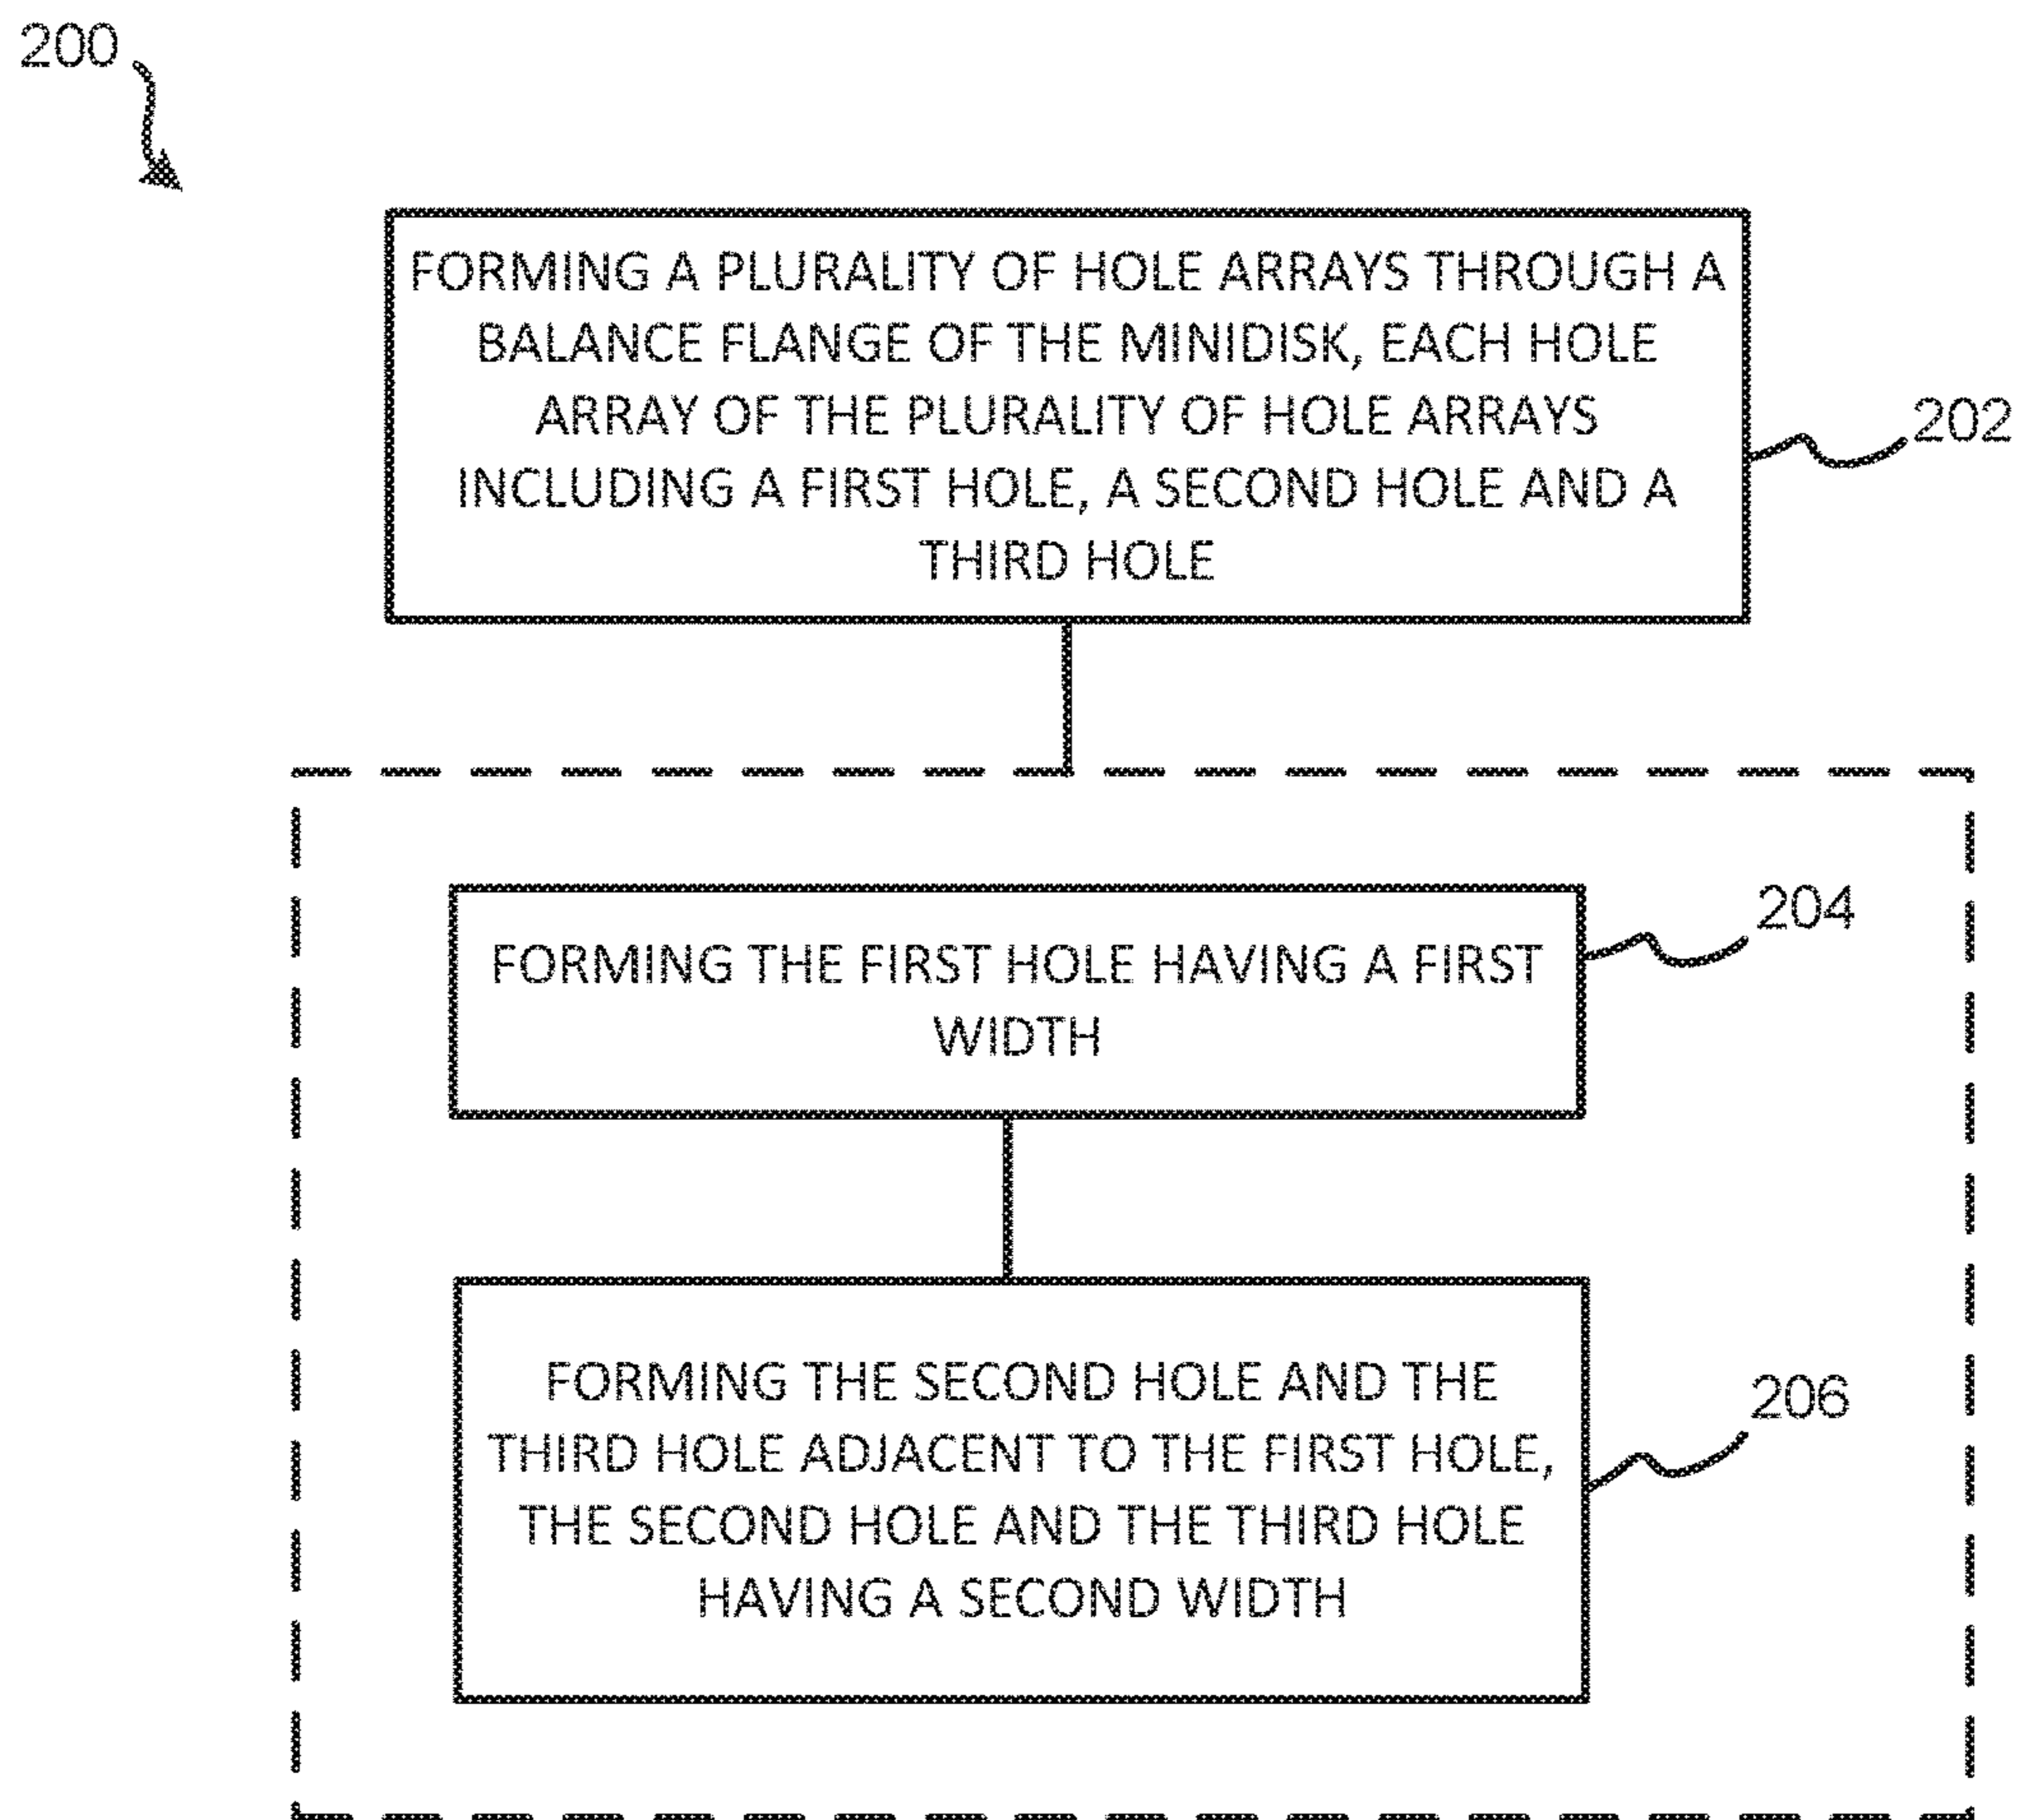 200
FORMING A PLURALITY OF HOLE ARRAYS THROUGH A
BALANCE FLANGE OF THE MINIDISK, EACH HOLE
ARRAY OF THE PLURALITY OF HOLE ARRAYS
INCLUDING A FIRST HOLE, A SECOND HOLE AND A
THIRD HOLE
202
FORMING THE FIRST HOLE HAVING A FIRST
WIDTH
204
FORMING THE SECOND HOLE AND THE
THIRD HOLE ADJACENT TO THE FIRST HOLE,
THE SECOND HOLE AND THE THIRD HOLE
HAVING A SECOND WIDTH
206